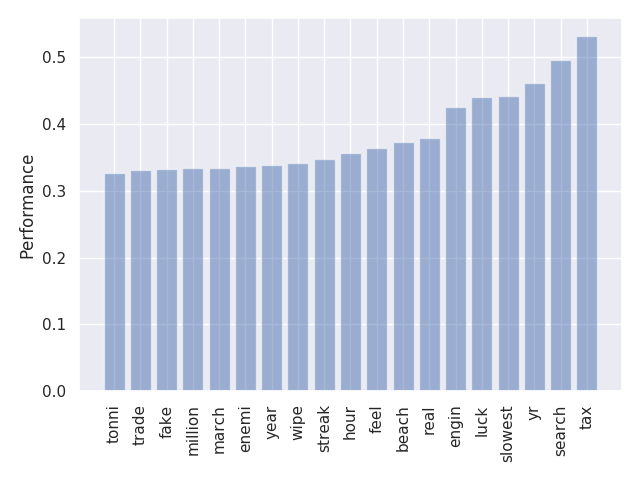 0.5
0.4
0.3
0.2
0.1
0.0
Performance
tonni
trade
fake
million
march
enemi
year
wipe
streak
hour
feel
beach
real
engin
luck
slowest
yr
search
tax